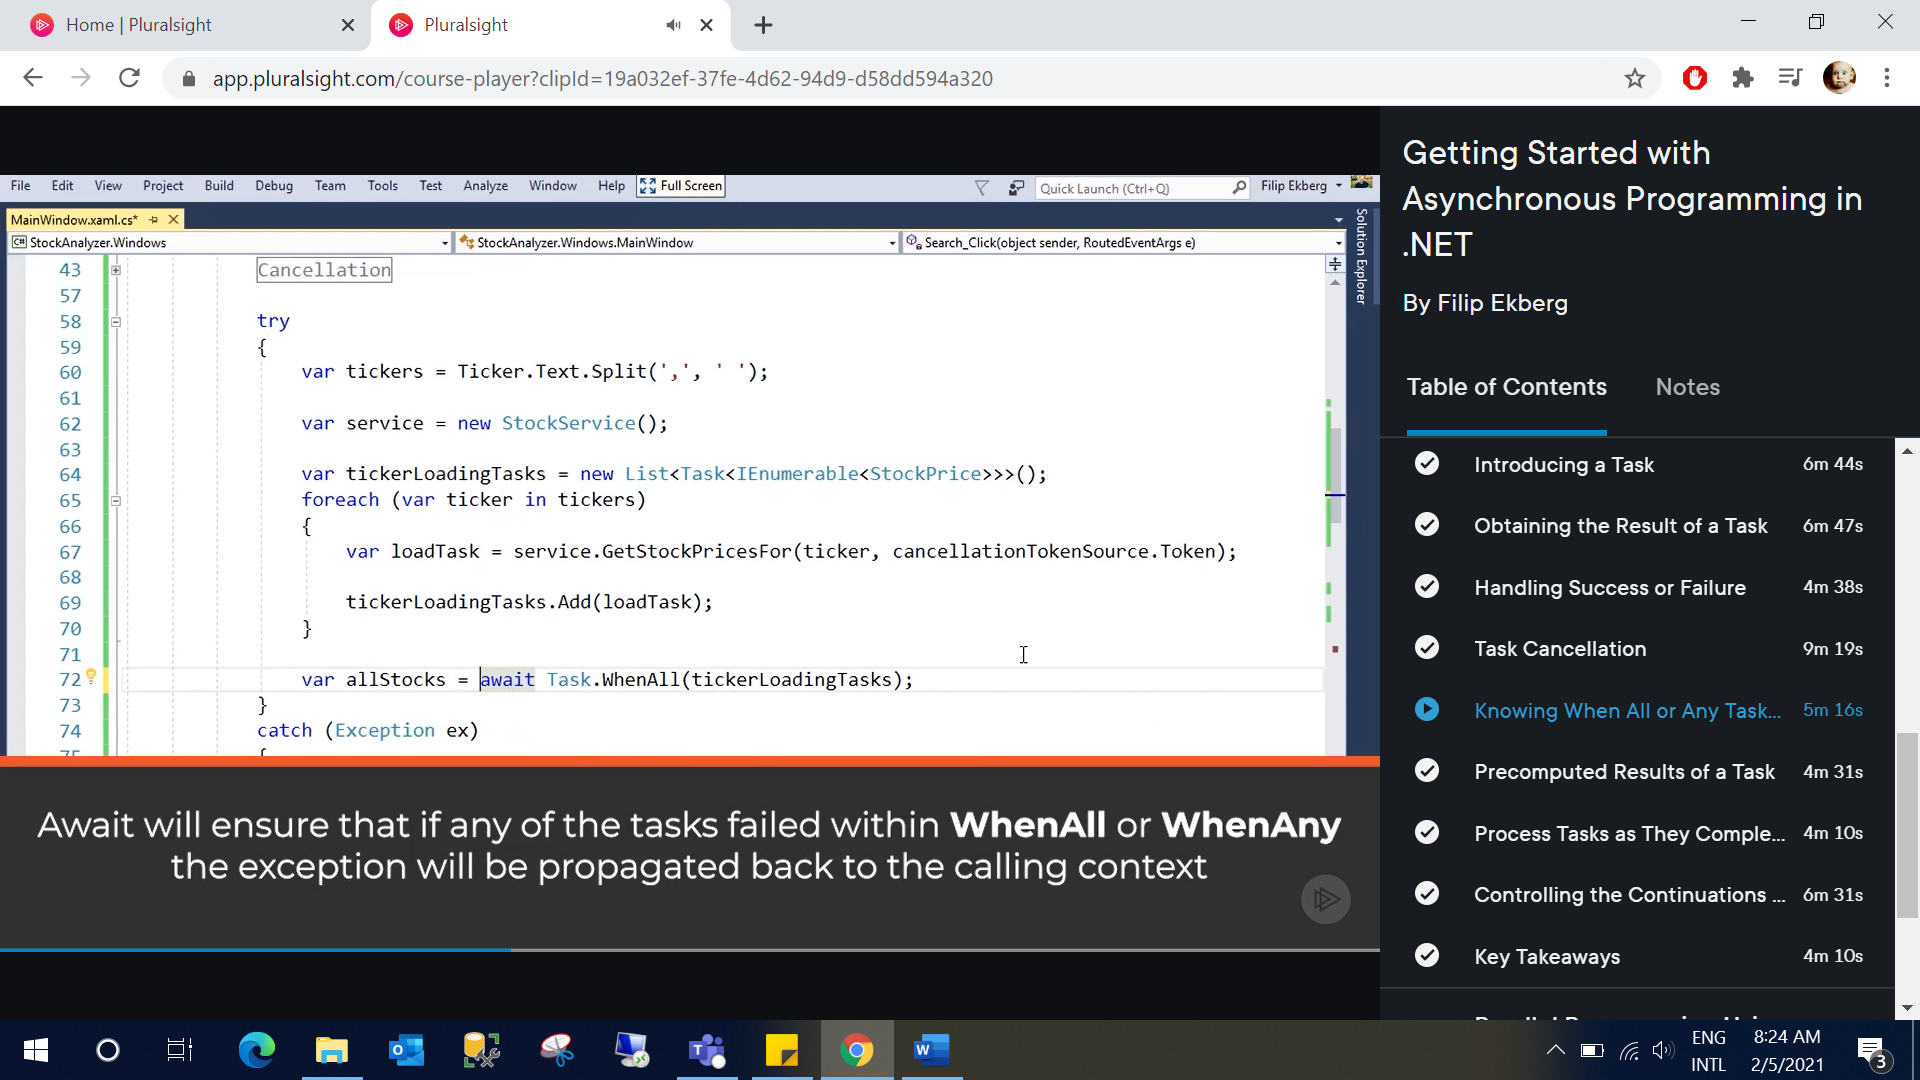 Home | Pluralsight
Pluralsight
app.pluralsight.com/course-player?clipId=19a032ef-37fe-4d62-94d9-d58dd594a320
File Edit View Project Build Debug Team Tools Test Analyze Window Help Full Screen
Quick Launch (Ctrl+Q)
Filip Ekberg
MainWindow.xaml.cs*
StockAnalyzer.Windows
StockAnalyzer.Windows.MainWindow
Search_Click(object sender, RoutedEventArgs e)
Solution Explorer
43 Cancellation
57
58 try
59 {
60 var tickers = Ticker.Text.Split(',', ' ');
61
62 var service = new StockService();
63
64 var tickerLoadingTasks = new List<Task<IEnumerable<StockPrice>>>();
65 foreach (var ticker in tickers)
66 {
67 var loadTask = service.GetStockPricesFor(ticker, cancellationTokenSource.Token);
68
69 tickerLoadingTasks.Add(loadTask);
70 }
71
72 var allStocks = await Task.WhenAll(tickerLoadingTasks);
73 }
74 catch (Exception ex)
Await will ensure that if any of the tasks failed within WhenAll or WhenAny
the exception will be propagated back to the calling context
Getting Started with
Asynchronous Programming in
.NET
By Filip Ekberg
Table of Contents Notes
Introducing a Task 6m 44s
Obtaining the Result of a Task 6m 47s
Handling Success or Failure 4m 38s
Task Cancellation 9m 19s
Knowing When All or Any Task... 5m 16s
Precomputed Results of a Task 4m 31s
Process Tasks as They Comple... 4m 10s
Controlling the Continuations ... 6m 31s
Key Takeaways 4m 10s
ENG
INTL
8:24 AM
2/5/2021
3